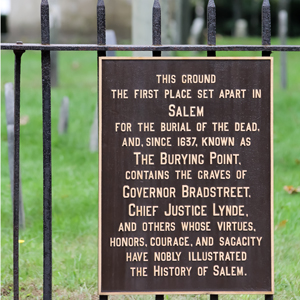 THIS GROUND
THE FIRST PLACE SET APART IN
SALEM
FOR THE BURIAL OF THE DEAD,
AND, SINCE 1637, KNOWN AS
THE BURYING POINT,
CONTAINS THE GRAVES OF
GOVERNOR BRADSTREET,
CHIEF JUSTICE LYNDE,
AND OTHERS WHOSE VIRTUES,
HONORS, COURAGE, AND SAGACITY
HAVE NOBLY ILLUSTRATED
THE HISTORY OF SALEM.